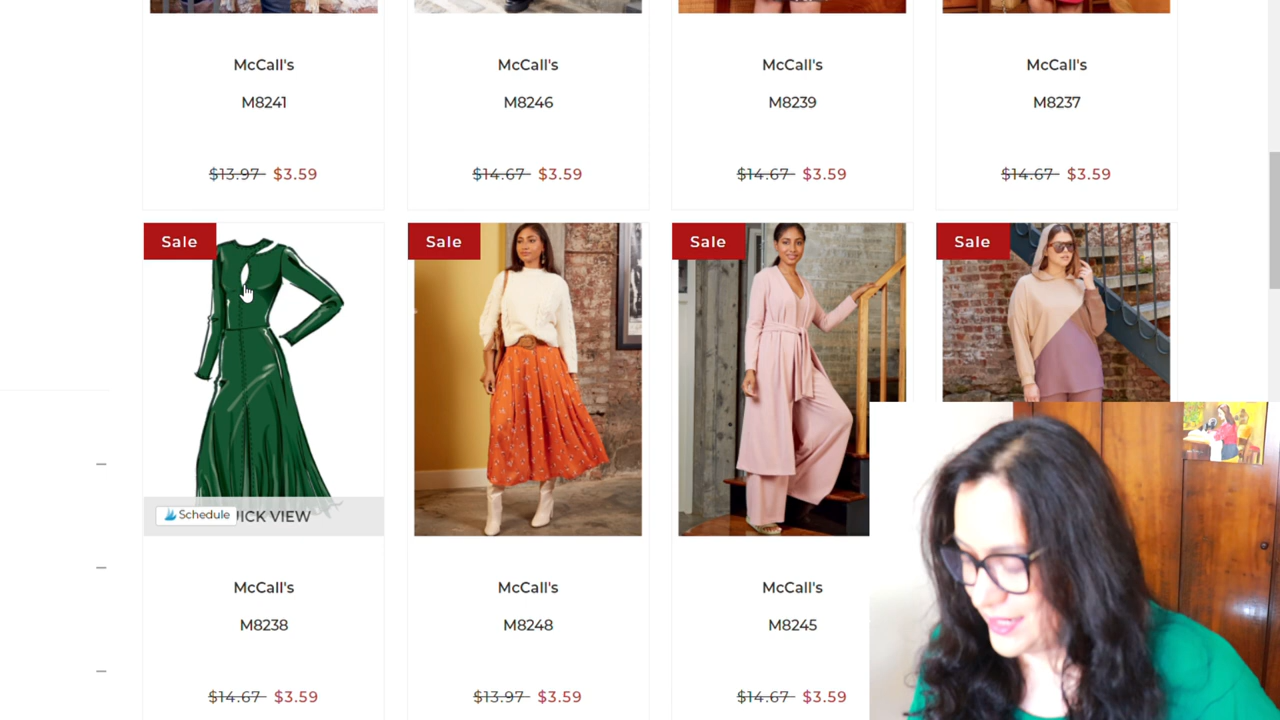 McCall's
McCall's
McCall's
McCall's
M8241
M8246
M8239
M8237
$13.97 $3.59
$14.67 $3.59
$14.67 $3.59
$14.67 $3.59
Sale
Sale
Sale
Sale
Schedule
ICK VIEW
McCall's
McCall's
McCall's
M8238
M8248
M8245
$14.67 $3.59
$13.97 $3.59
$14.67 $3.59